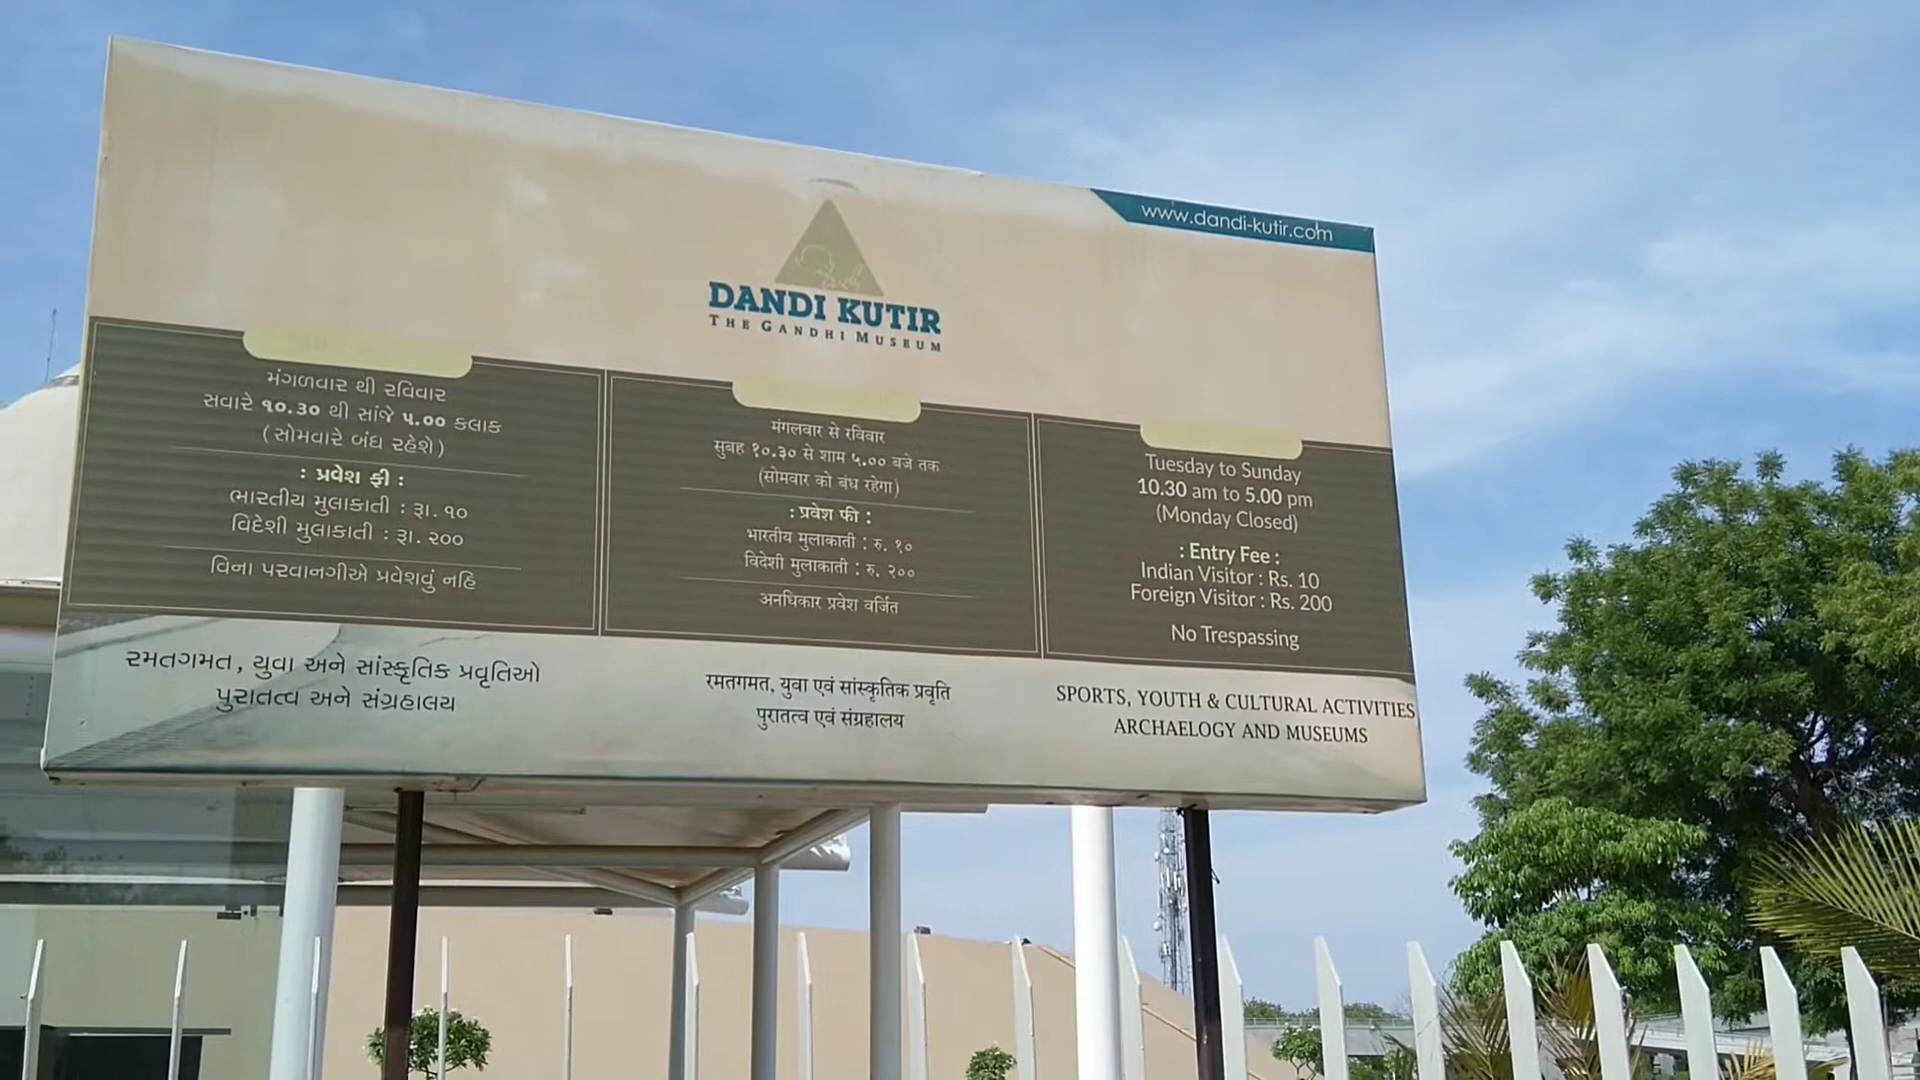 www.dandi-kutir.com
DANDI KUTIR
THE GANDHI MUSEUM
મંગળવાર થી રવિવાર
સવારે ૧૦.૩૦ થી સાંજે ૫.૦૦ કલાક
(સોમવારે બંધ રહેશે)
: પ્રવેશ ફી :
ભારતીય મુલાકાતી : રૂા. ૧૦
વિદેશી મુલાકાતી : રૂા. ૨૦૦
વિના પરવાનગીએ પ્રવેશવું નહિ
मंगलवार से रविवार
सुबह १०.३० से शाम ५.०० बजे तक
(सोमवार को बंध रहेगा)
: प्रवेश फी :
भारतीय मुलाकाती : रु. १०
विदेशी मुलाकाती : रु. २००
अनधिकार प्रवेश वर्जित
Tuesday to Sunday
10.30 am to 5.00 pm
(Monday Closed)
: Entry Fee :
Indian Visitor : Rs. 10
Foreign Visitor : Rs. 200
No Trespassing
રમતગમત, યુવા અને સાંસ્કૃતિક પ્રવૃતિઓ
પુરાતત્વ અને સંગ્રહાલય
रमतगमत, युवा एवं सांस्कृतिक प्रवृति
पुरातत्व एवं संग्रहालय
SPORTS, YOUTH & CULTURAL ACTIVITIES
ARCHAELOGY AND MUSEUMS